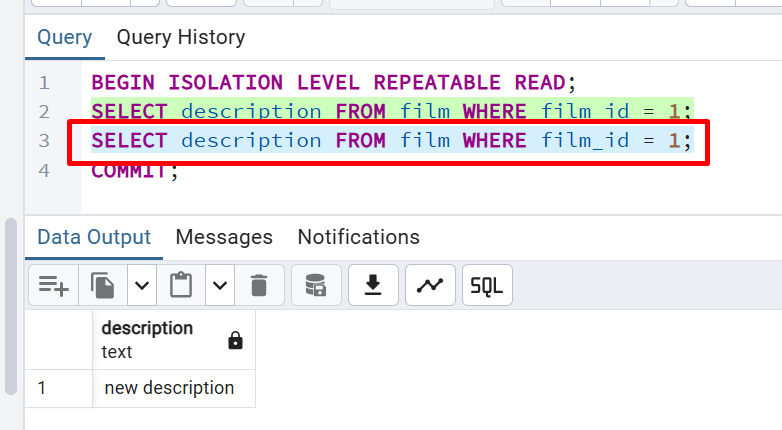 Query Query History
1 BEGIN ISOLATION LEVEL REPEATABLE READ;
2 SELECT description FROM film WHERE film_id = 1;
3 SELECT description FROM film WHERE film_id = 1;
4 COMMIT;
Data Output Messages Notifications
SQL
description
text
1 new description